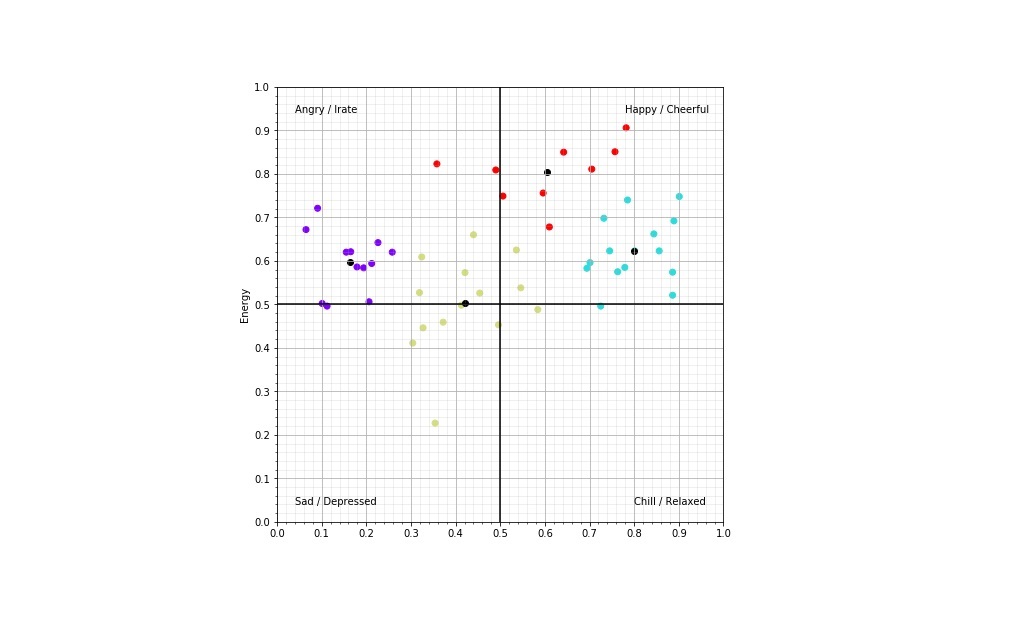 1.0
Angry / Irate
Happy / Cheerful
0.9
0.8
0.7
0.6
Energy
0.5
0.4
0.3
0.2
0.1
Sad / Depressed
Chill / Relaxed
0.0
0.0 0.1 0.2 0.3 0.4 0.5 0.6 0.7 0.8 0.9 1.0